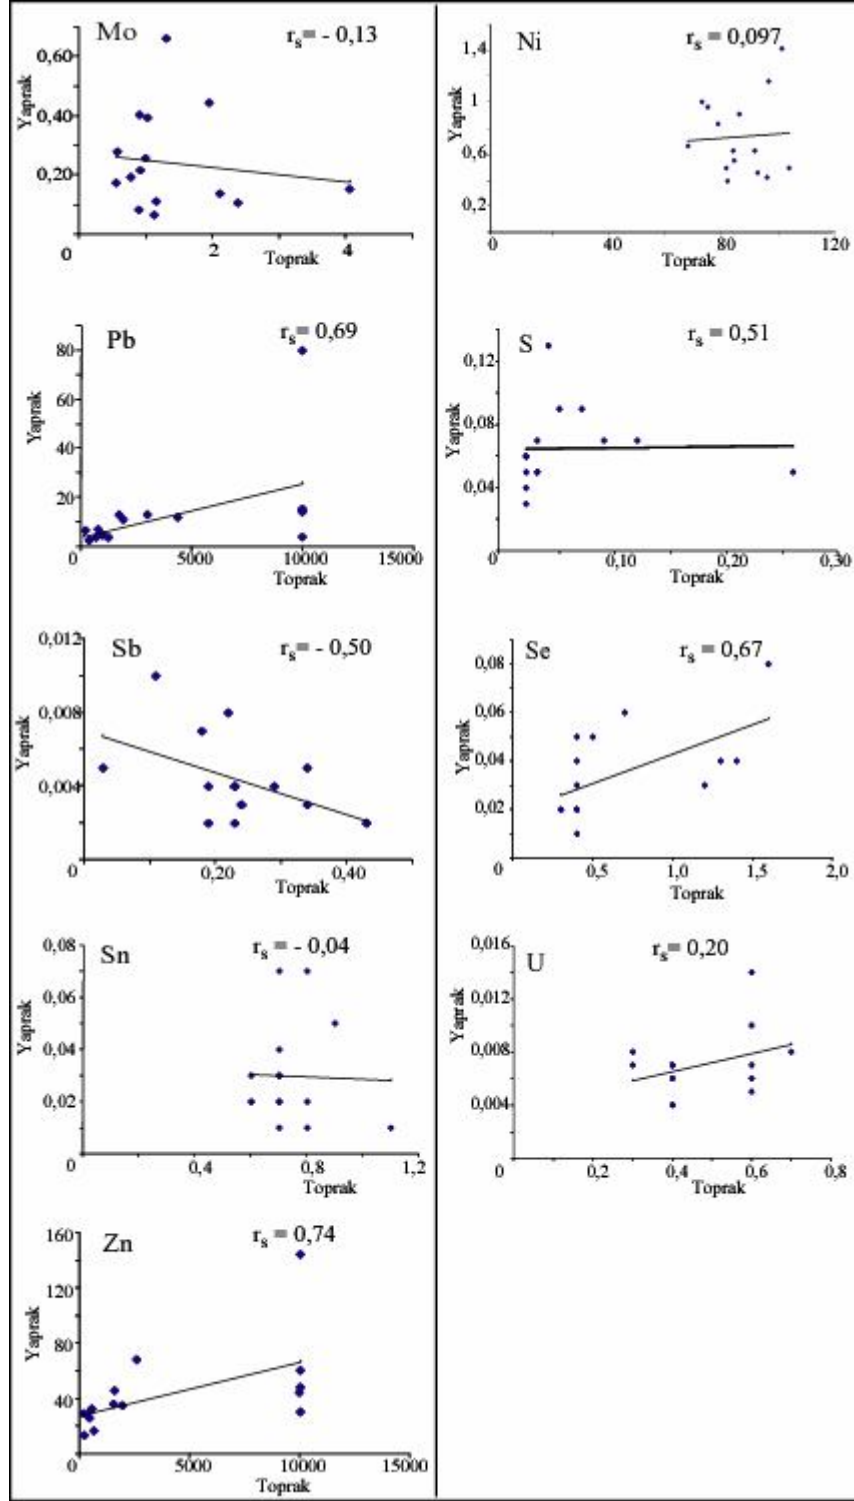 Mo
rs = - 0,13
Yaprak
0,60
0,40
0,20
0
2
4
Toprak
Ni
rs = 0,097
Yaprak
1,4
1
0,6
0,2
0
40
80
120
Toprak
Pb
rs = 0,69
Yaprak
80
60
40
20
0
5000
10000
15000
Toprak
S
rs = 0,51
Yaprak
0,12
0,08
0,04
0
0,10
0,20
0,30
Toprak
Sb
rs = - 0,50
Yaprak
0,012
0,008
0,004
0
0,20
0,40
Toprak
Se
rs = 0,67
Yaprak
0,08
0,06
0,04
0,02
0
0,5
1,0
1,5
2,0
Toprak
Sn
rs = - 0,04
Yaprak
0,08
0,06
0,04
0,02
0
0,4
0,8
1,2
Toprak
U
rs = 0,20
Yaprak
0,016
0,012
0,008
0,004
0
0,2
0,4
0,6
0,8
Toprak
Zn
rs = 0,74
Yaprak
160
120
80
40
0
5000
10000
15000
Toprak